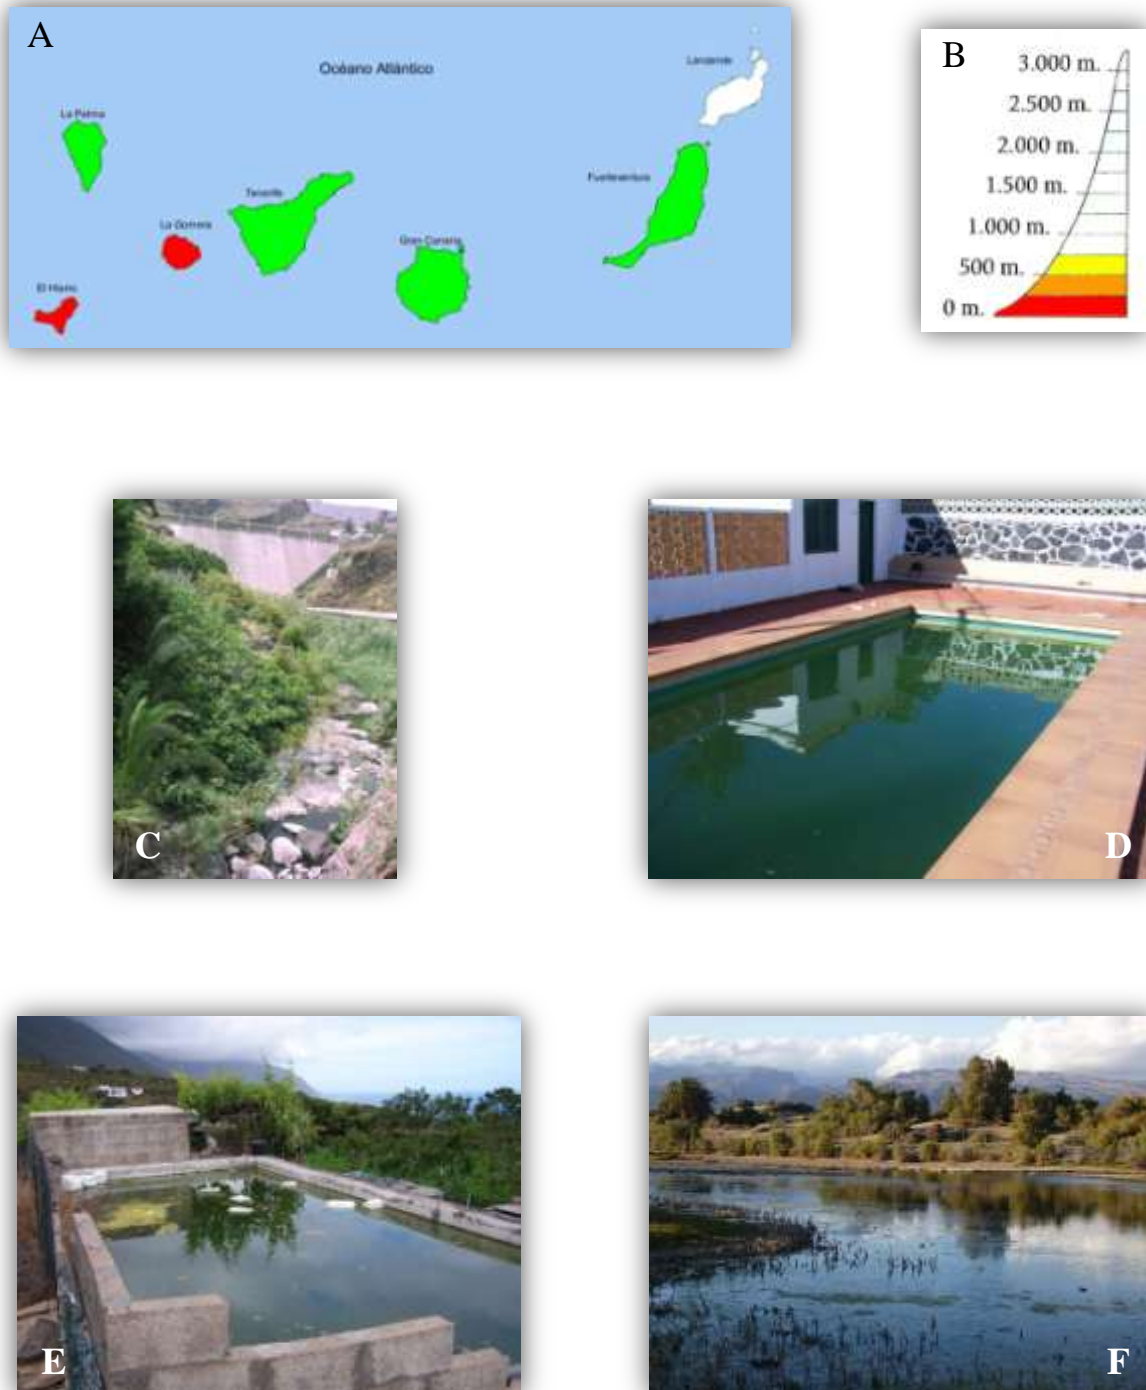 A
Océano Atlántico
Lanzarote
La Palma
Fuerteventura
Tenerife
La Gomera
Gran Canaria
El Hierro
B
3.000 m.
2.500 m.
2.000 m.
1.500 m.
1.000 m.
500 m.
0 m.
C
D
E
F